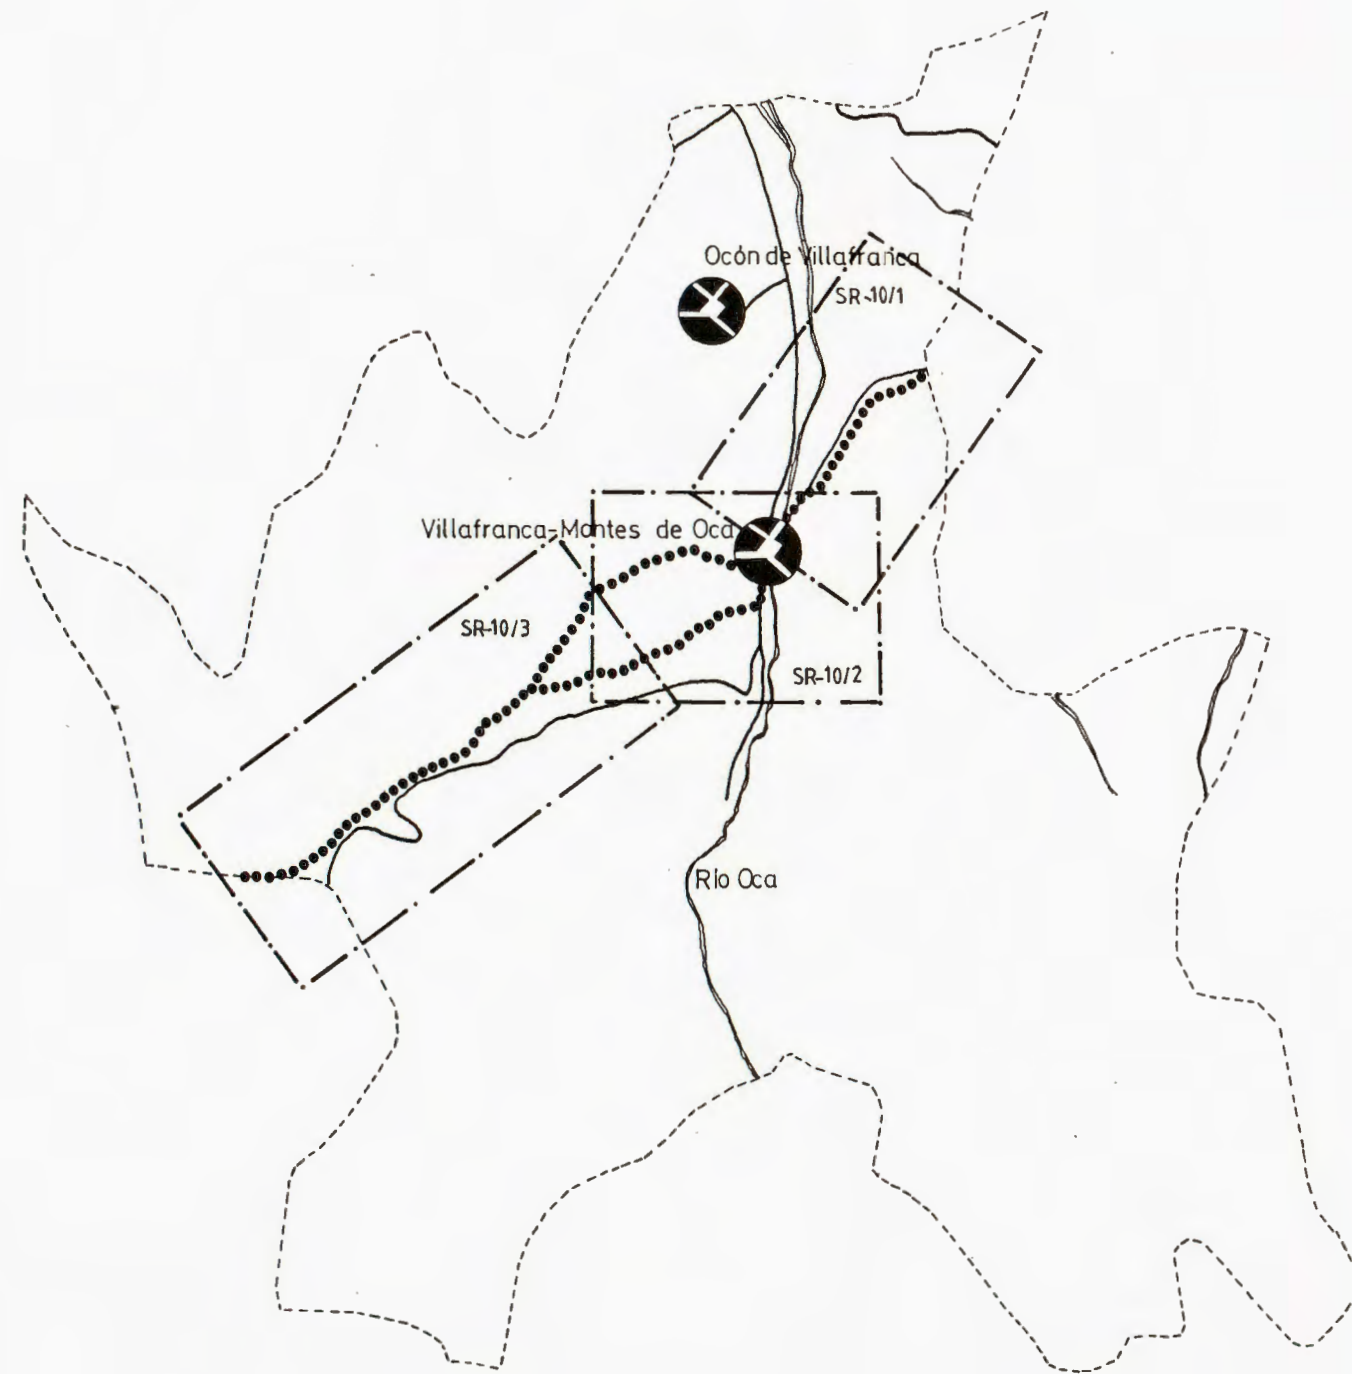 Ocón de Villafranca
SR-10/1
Villafranca-Montes de Oca
SR-10/3
SR-10/2
Río Oca